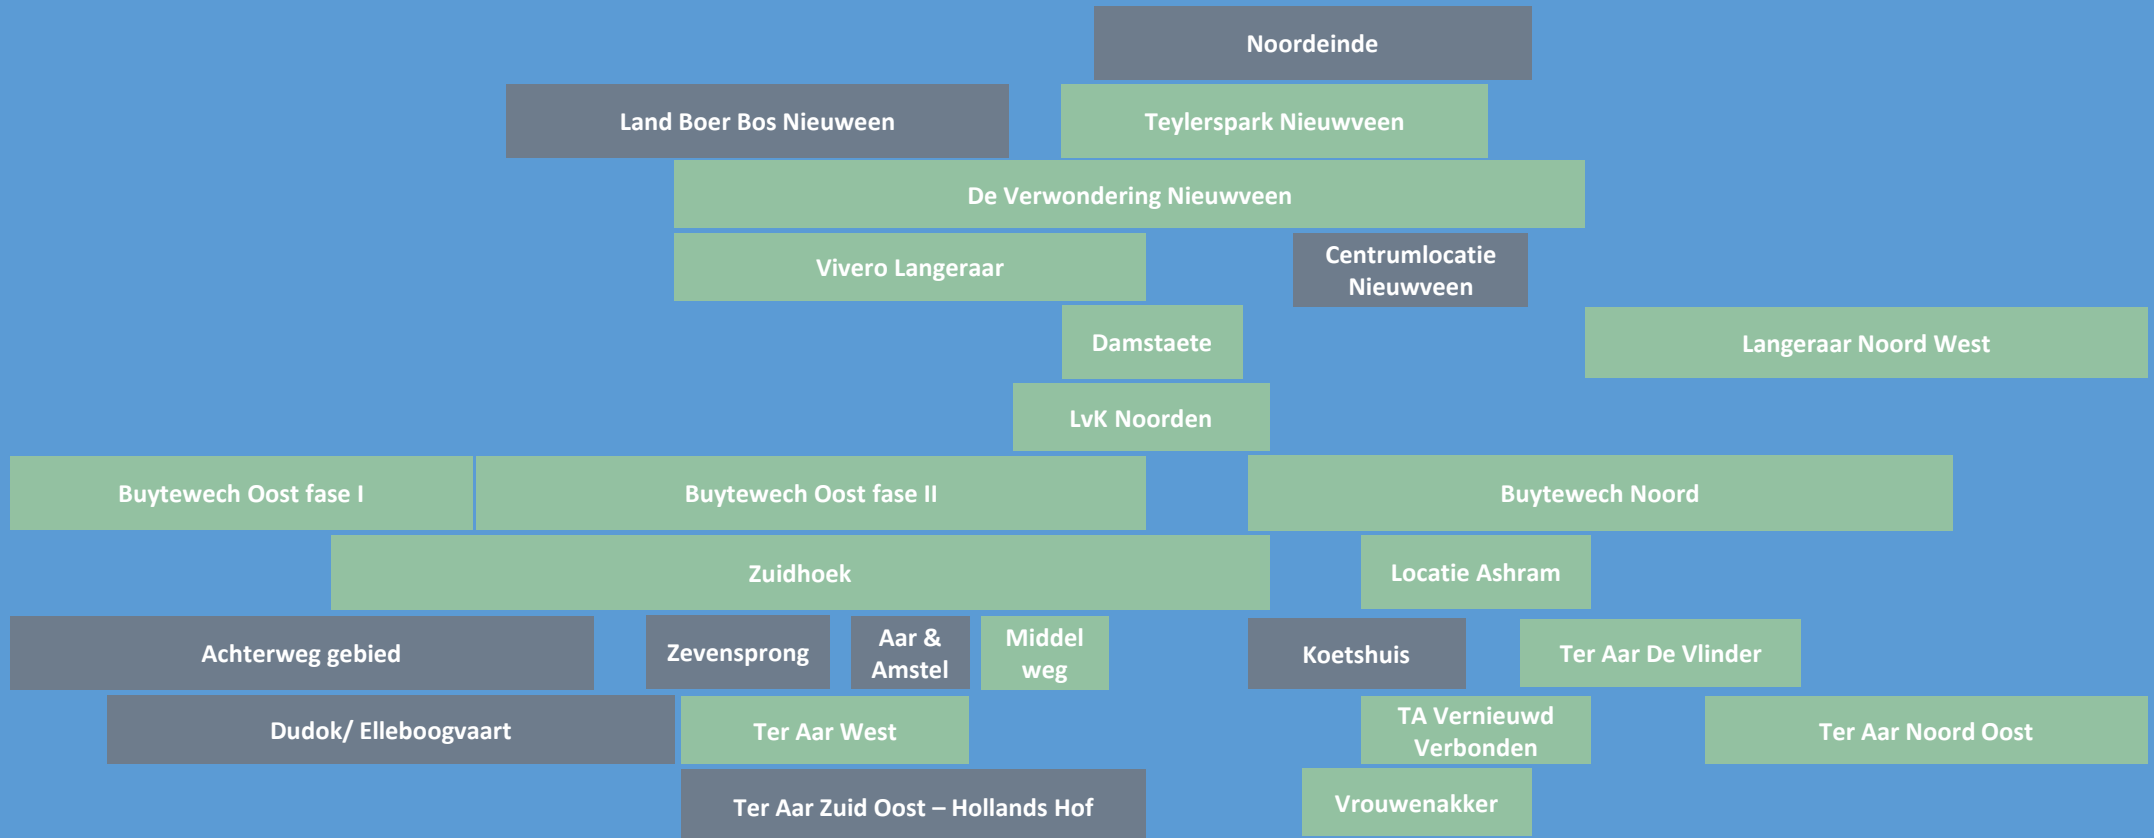 Noordeinde
Land Boer Bos Nieuween
Teylerspark Nieuwveen
De Verwondering Nieuwveen
Vivero Langeraar
Centrumlocatie
Nieuwveen
Damstaete
Langeraar Noord West
LvK Noorden
Buytewech Oost fase I
Buytewech Oost fase II
Buytewech Noord
Zuidhoek
Locatie Ashram
Achterweg gebied
Zevensprong
Aar &
Amstel
Middel
weg
Koetshuis
Ter Aar De Vlinder
Dudok/ Elleboogvaart
Ter Aar West
TA Vernieuwd
Verbonden
Ter Aar Noord Oost
Ter Aar Zuid Oost – Hollands Hof
Vrouwenakker